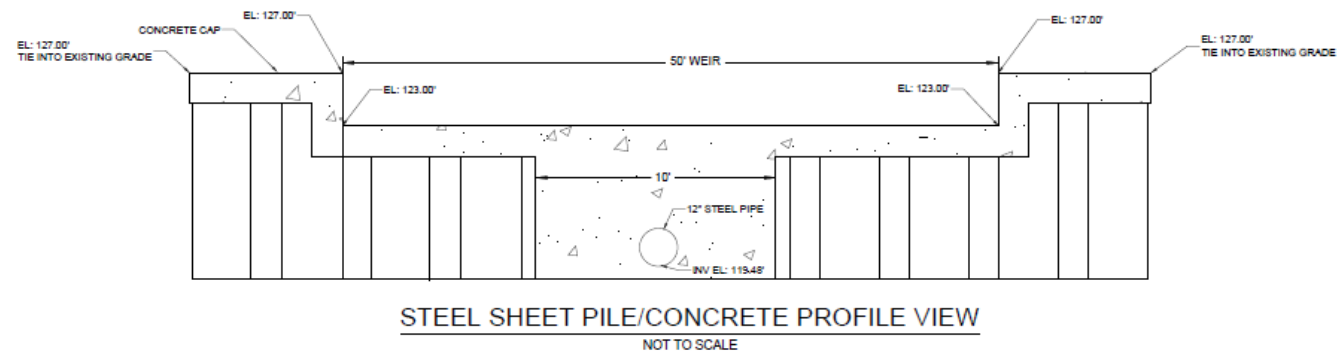 EL: 127.00'
CONCRETE CAP
EL: 127.00'
TIE INTO EXISTING GRADE
EL: 127.00'
EL: 127.00'
TIE INTO EXISTING GRADE
50' WEIR
EL: 123.00'
EL: 123.00'
10'
12" STEEL PIPE
INV EL: 119.48'
STEEL SHEET PILE/CONCRETE PROFILE VIEW
NOT TO SCALE